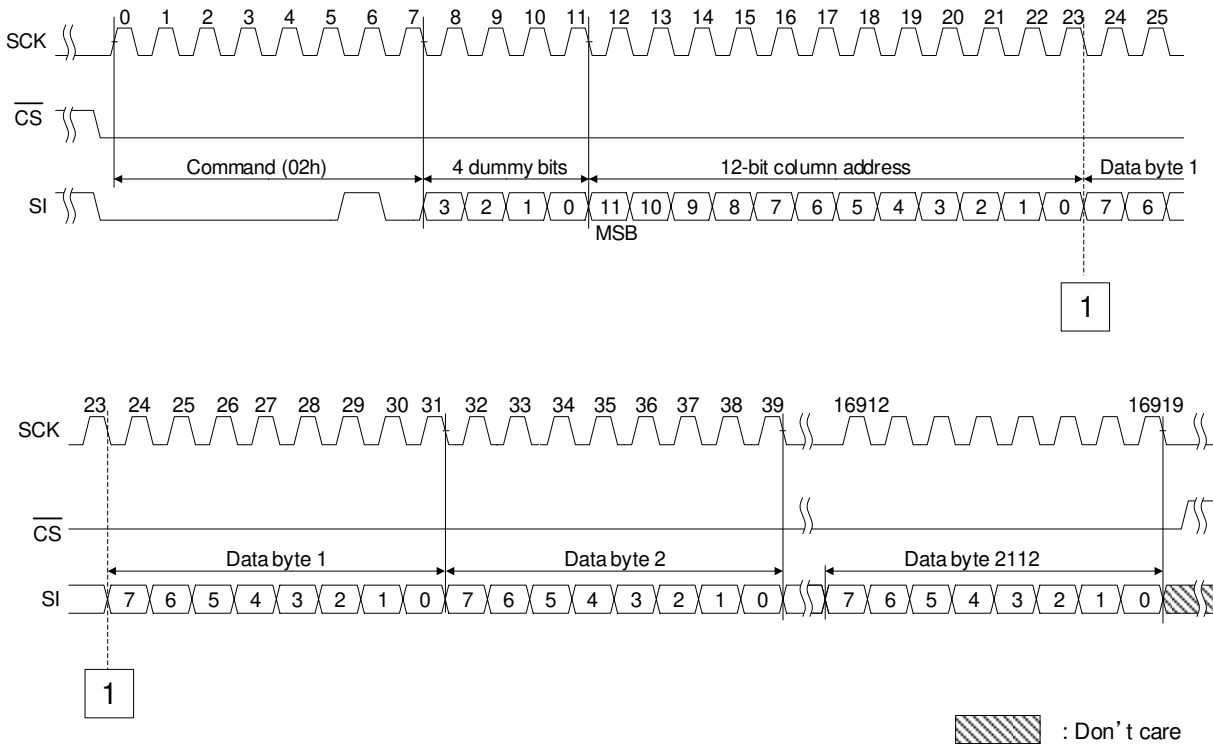 0 1 2 3 4 5 6 7 8 9 10 11 12 13 14 15 16 17 18 19 20 21 22 23 24 25
SCK
CS
Command (02h) 4 dummy bits 12-bit column address Data byte 1
SI 3 2 1 0 11 10 9 8 7 6 5 4 3 2 1 0 7 6
MSB
1
23 24 25 26 27 28 29 30 31 32 33 34 35 36 37 38 39 16912 16919
SCK
CS
Data byte 1 Data byte 2 Data byte 2112
SI 7 6 5 4 3 2 1 0 7 6 5 4 3 2 1 0 7 6 5 4 3 2 1 0
1
: Don't care